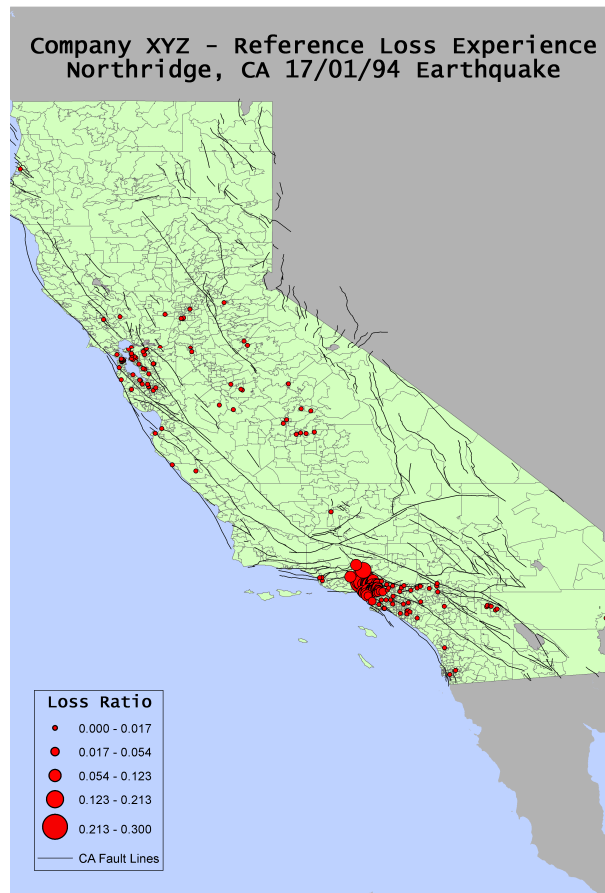 Company XYZ - Reference Loss Experience
Northridge, CA 17/01/94 Earthquake
Loss Ratio
0.000 - 0.017
0.017 - 0.054
0.054 - 0.123
0.123 - 0.213
0.213 - 0.300
CA Fault Lines